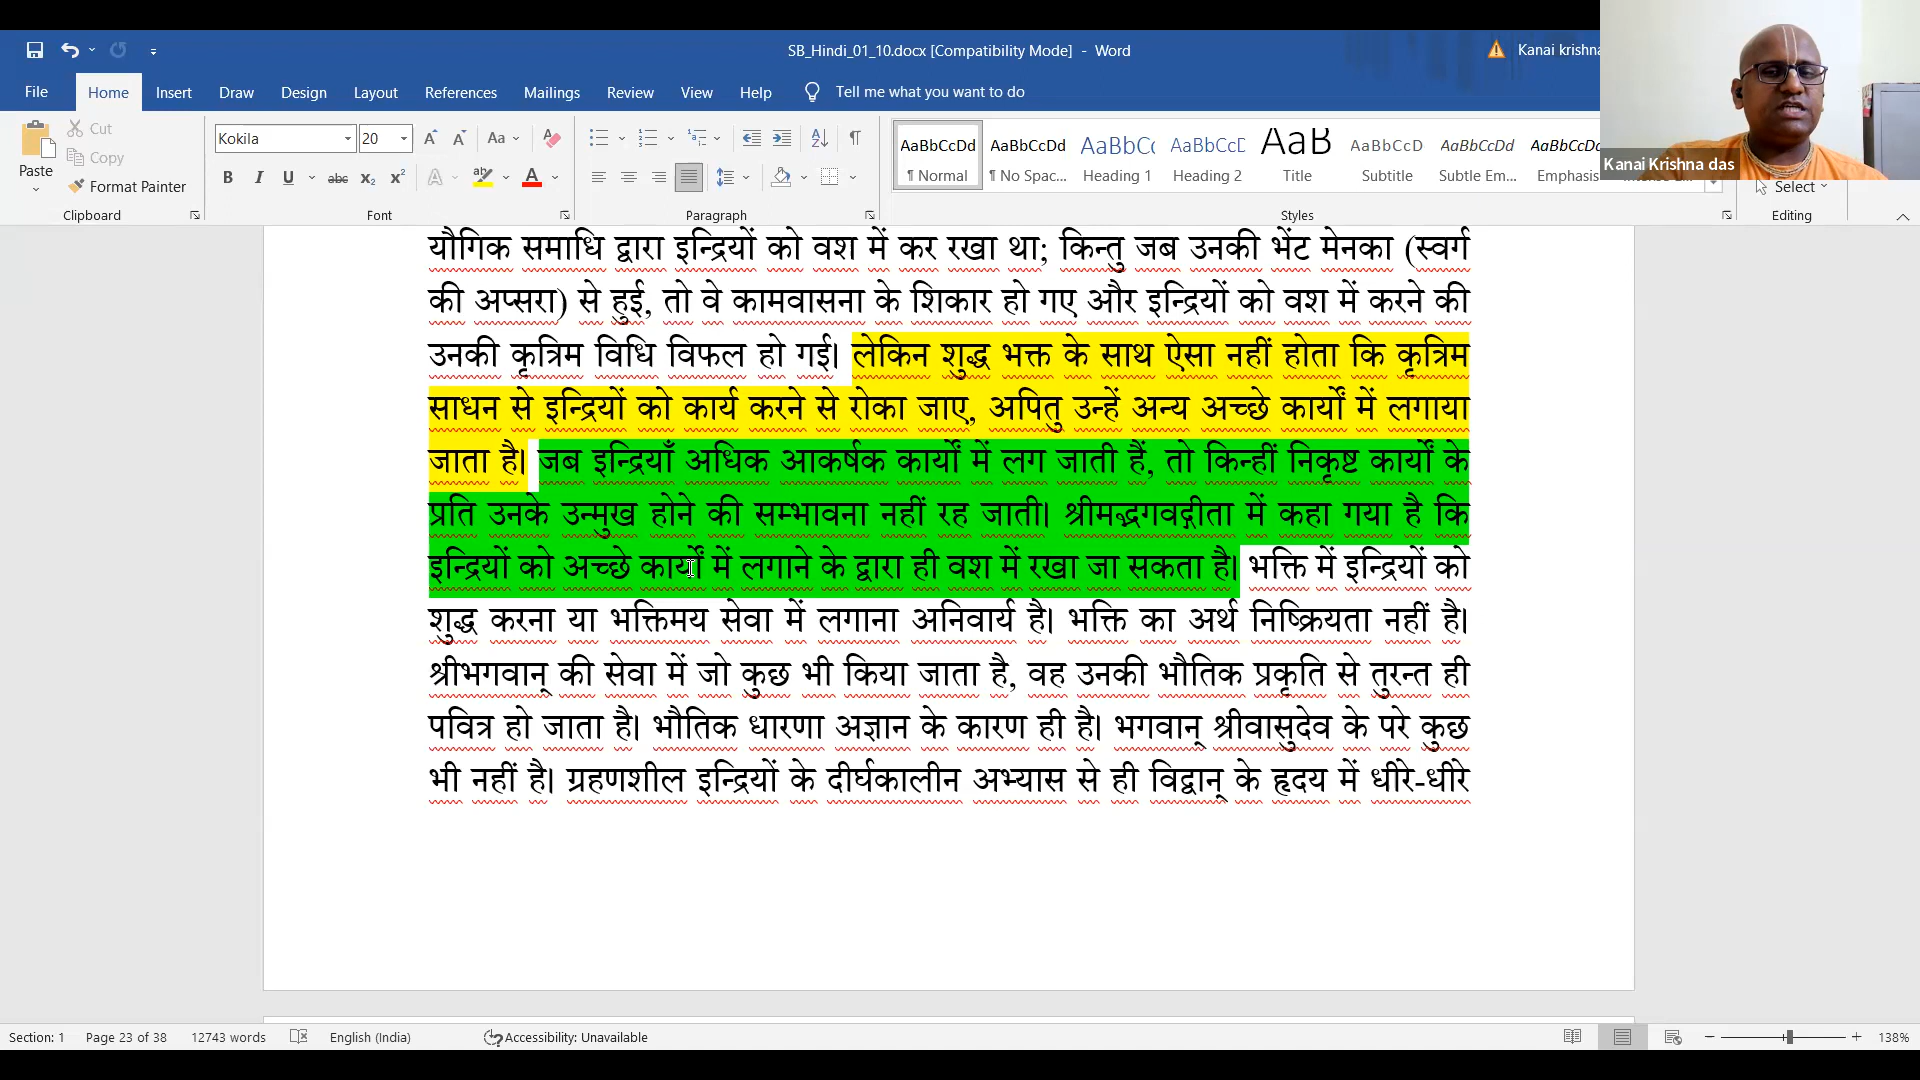 SB_Hindi_01_10.docx [Compatibility Mode] - Word
Kanai krishna
File Home Insert Draw Design Layout References Mailings Review View Help Tell me what you want to do
Paste
Cut
Copy
Format Painter
Clipboard
Kokila 20
Font
Paragraph
AaBbCcDd AaBbCcDd AaBbCc AaBbCcD AaB AaBbCcD AaBbCcDd AaBbCcDd
¶ Normal ¶ No Spac... Heading 1 Heading 2 Title Subtitle Subtle Em... Emphasis
Styles
Select
Editing
Kanai Krishna das
यौगिक समाधि द्वारा इन्द्रियों को वश में कर रखा था; किन्तु जब उनकी भेंट मेनका (स्वर्ग
की अप्सरा) से हुई, तो वे कामवासना के शिकार हो गए और इन्द्रियों को वश में करने की
उनकी कृत्रिम विधि विफल हो गई। लेकिन शुद्ध भक्त के साथ ऐसा नहीं होता कि कृत्रिम
साधन से इन्द्रियों को कार्य करने से रोका जाए, अपितु उन्हें अन्य अच्छे कार्यों में लगाया
जाता है। जब इन्द्रियाँ अधिक आकर्षक कार्यों में लग जाती हैं, तो किन्हीं निकृष्ट कार्यों के
प्रति उनके उन्मुख होने की सम्भावना नहीं रह जाती। श्रीमद्भगवद्गीता में कहा गया है कि
इन्द्रियों को अच्छे कार्यों में लगाने के द्वारा ही वश में रखा जा सकता है। भक्ति में इन्द्रियों को
शुद्ध करना या भक्तिमय सेवा में लगाना अनिवार्य है। भक्ति का अर्थ निष्क्रियता नहीं है।
श्रीभगवान् की सेवा में जो कुछ भी किया जाता है, वह उनकी भौतिक प्रकृति से तुरन्त ही
पवित्र हो जाता है। भौतिक धारणा अज्ञान के कारण ही है। भगवान् श्रीवासुदेव के परे कुछ
भी नहीं है। ग्रहणशील इन्द्रियों के दीर्घकालीन अभ्यास से ही विद्वान् के हृदय में धीरे-धीरे
Section: 1 Page 23 of 38 12743 words English (India) Accessibility: Unavailable 138%